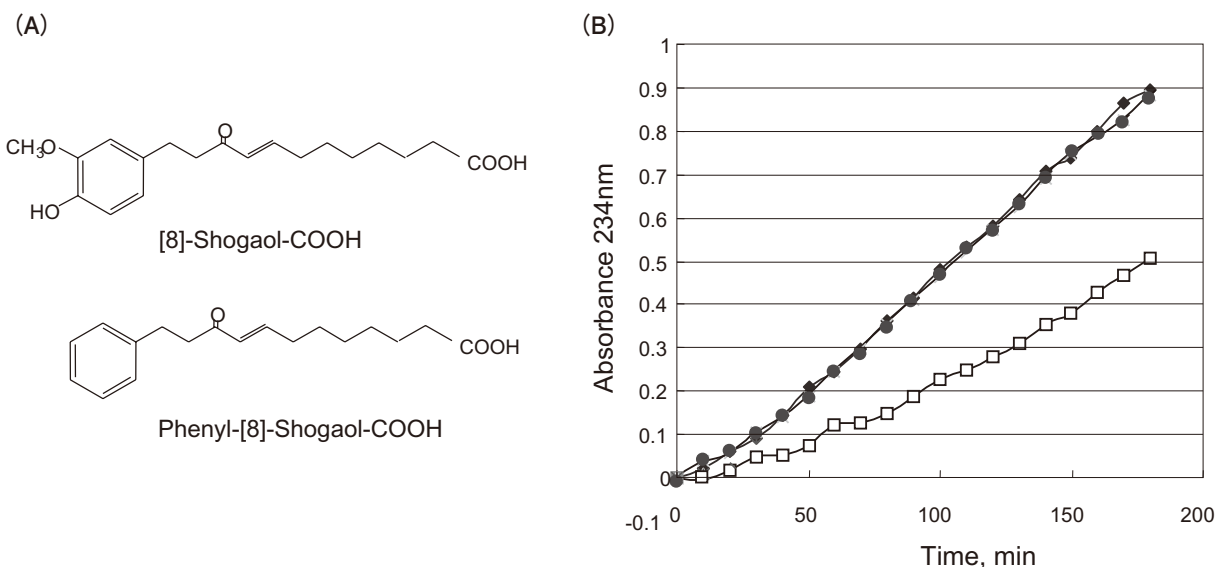 (A)
CH₃O
O
HO
COOH
[8]-Shogaol-COOH
O
COOH
Phenyl-[8]-Shogaol-COOH
(B)
Absorbance 234nm
1
0.9
0.8
0.7
0.6
0.5
0.4
0.3
0.2
0.1
0
-0.1
0 50 100 150 200
Time, min